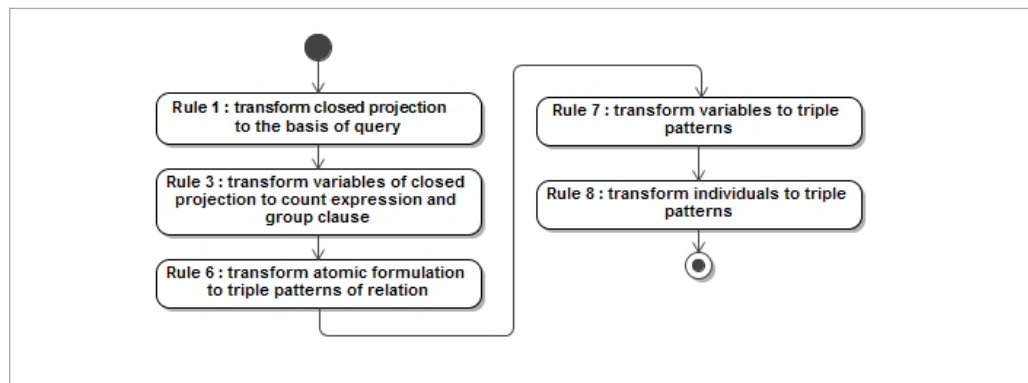 Rule 1 : transform closed projection
to the basis of query
Rule 3 : transform variables of closed
projection to count expression and
group clause
Rule 6 : transform atomic formulation
to triple patterns of relation
Rule 7 : transform variables to triple
patterns
Rule 8 : transform individuals to triple
patterns